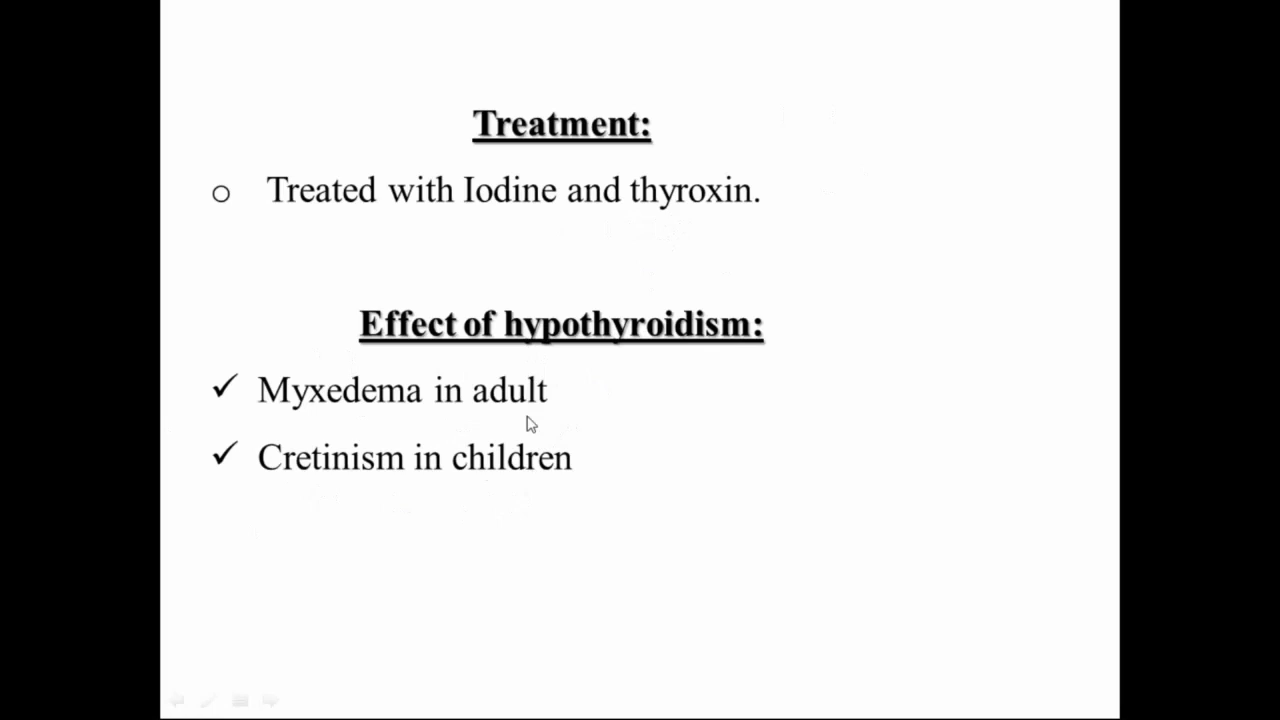 Treatment:
o Treated with Iodine and thyroxin.
Effect of hypothyroidism:
✓ Myxedema in adult
✓ Cretinism in children